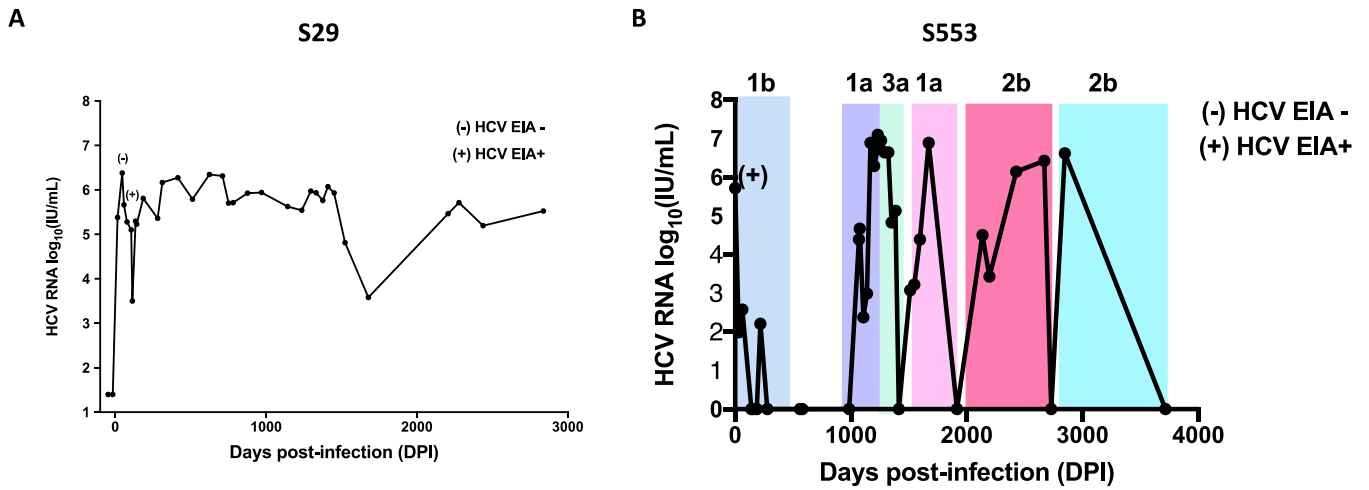 A
S29
HCV RNA log10(IU/mL)
8
7
6
5
4
3
2
1
(-)
(+)
(-) HCV EIA -
(+) HCV EIA+
0
1000
2000
3000
Days post-infection (DPI)
B
S553
1b
1a
3a
1a
2b
2b
HCV RNA log10(IU/mL)
8
7
6
5
4
3
2
1
0
(+)
(-) HCV EIA -
(+) HCV EIA+
0
1000
2000
3000
4000
Days post-infection (DPI)